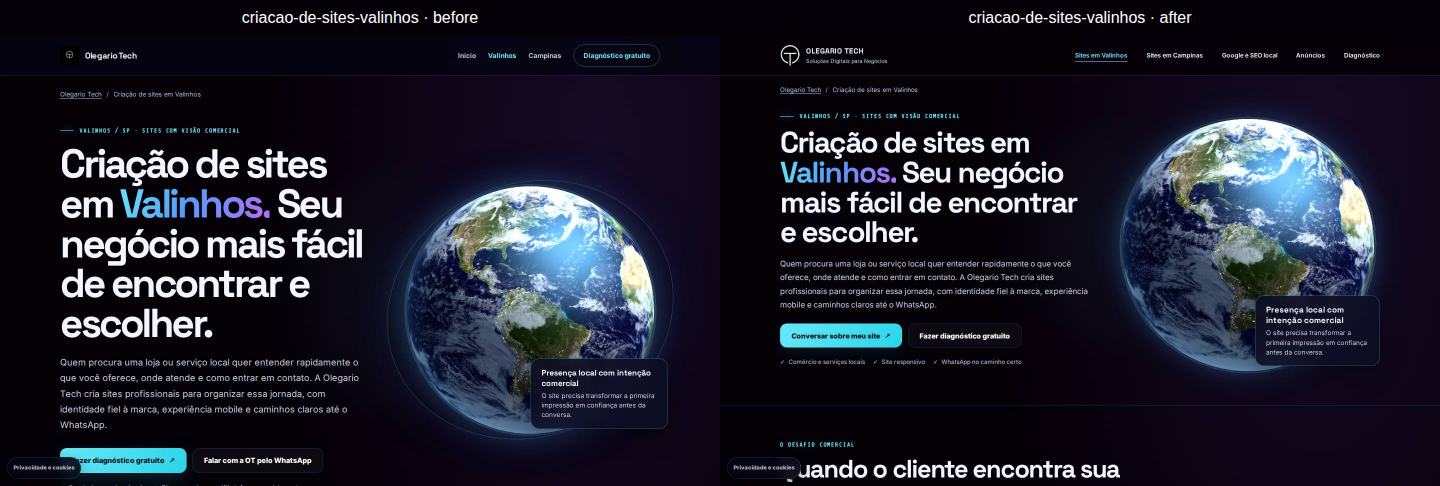 criacao-de-sites-valinhos · before
Olegario Tech
Início
Valinhos
Campinas
Diagnóstico gratuito
Olegario Tech / Criação de sites em Valinhos
VALINHOS / SP · SITES COM VISÃO COMERCIAL
Criação de sites
em Valinhos. Seu
negócio mais fácil
de encontrar e
escolher.
Quem procura uma loja ou serviço local quer entender rapidamente o
que você oferece, onde atende e como entrar em contato. A Olegario
Tech cria sites profissionais para organizar essa jornada, com
identidade fiel à marca, experiência mobile e caminhos claros até o
WhatsApp.
azer diagnóstico gratuito ↗
Falar com a OT pelo WhatsApp
Presença local com intenção
comercial
O site precisa transformar a primeira
impressão em confiança antes da
conversa.
Privacidade e cookies
criacao-de-sites-valinhos · after
OLEGARIO TECH
Soluções Digitais para Negócios
Sites em Valinhos
Sites em Campinas
Google e SEO local
Anúncios
Diagnóstico
Olegario Tech / Criação de sites em Valinhos
VALINHOS / SP · SITES COM VISÃO COMERCIAL
Criação de sites em
Valinhos. Seu negócio
mais fácil de encontrar
e escolher.
Quem procura uma loja ou serviço local quer entender rapidamente o que você
oferece, onde atende e como entrar em contato. A Olegario Tech cria sites
profissionais para organizar essa jornada, com identidade fiel à marca, experiência
mobile e caminhos claros até o WhatsApp.
Conversar sobre meu site ↗
Fazer diagnóstico gratuito
✓ Comércio e serviços locais ✓ Site responsivo ✓ WhatsApp no caminho certo
Presença local com
intenção comercial
O site precisa transformar a
primeira impressão em confiança
antes da conversa.
O DESAFIO COMERCIAL
uando o cliente encontra sua
Privacidade e cookies